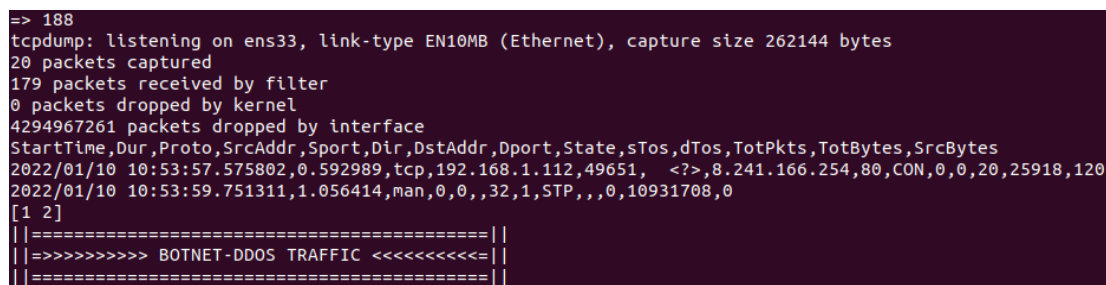 => 188
tcpdump: listening on ens33, link-type EN10MB (Ethernet), capture size 262144 bytes
20 packets captured
179 packets received by filter
0 packets dropped by kernel
4294967261 packets dropped by interface
StartTime,Dur,Proto,SrcAddr,Sport,Dir,DstAddr,Dport,State,sTos,dTos,TotPkts,TotBytes,SrcBytes
2022/01/10 10:53:57.575802,0.592989,tcp,192.168.1.112,49651,  <?>,8.241.166.254,80,CON,0,0,20,25918,120
2022/01/10 10:53:59.751311,1.056414,man,0,0,,32,1,STP,,,0,10931708,0
[1 2]
||===========================================||
||=>>>>>>>>>> BOTNET-DDOS TRAFFIC <<<<<<<<<<=||
||===========================================||